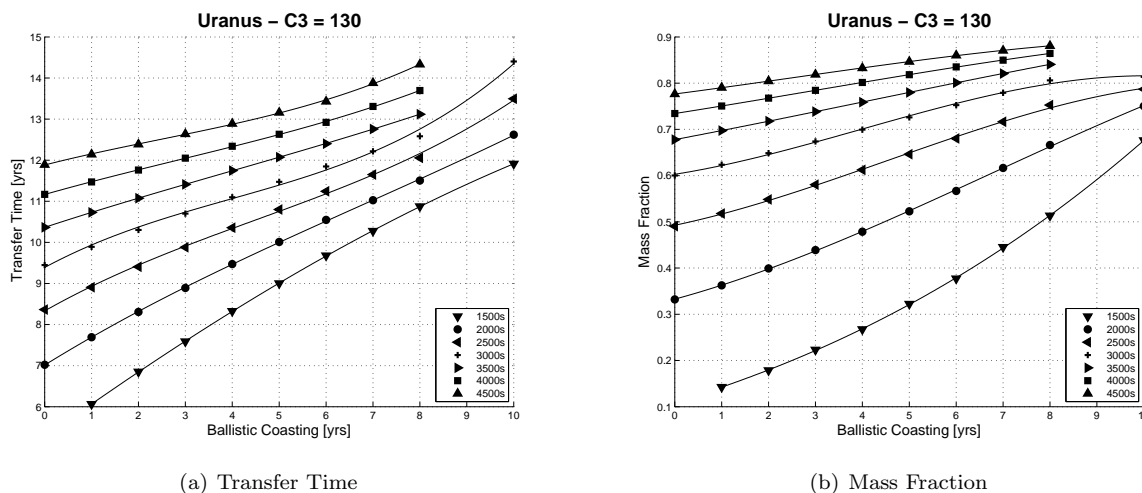 Uranus – C3 = 130
15
14
13
12
11
10
9
8
7
6
Transfer Time [yrs]
0 1 2 3 4 5 6 7 8 9 10
Ballistic Coasting [yrs]
1500s
2000s
2500s
3000s
3500s
4000s
4500s
(a) Transfer Time
Uranus – C3 = 130
0.9
0.8
0.7
0.6
0.5
0.4
0.3
0.2
0.1
Mass Fraction
0 1 2 3 4 5 6 7 8 9
Ballistic Coasting [yrs]
1500s
2000s
2500s
3000s
3500s
4000s
4500s
(b) Mass Fraction